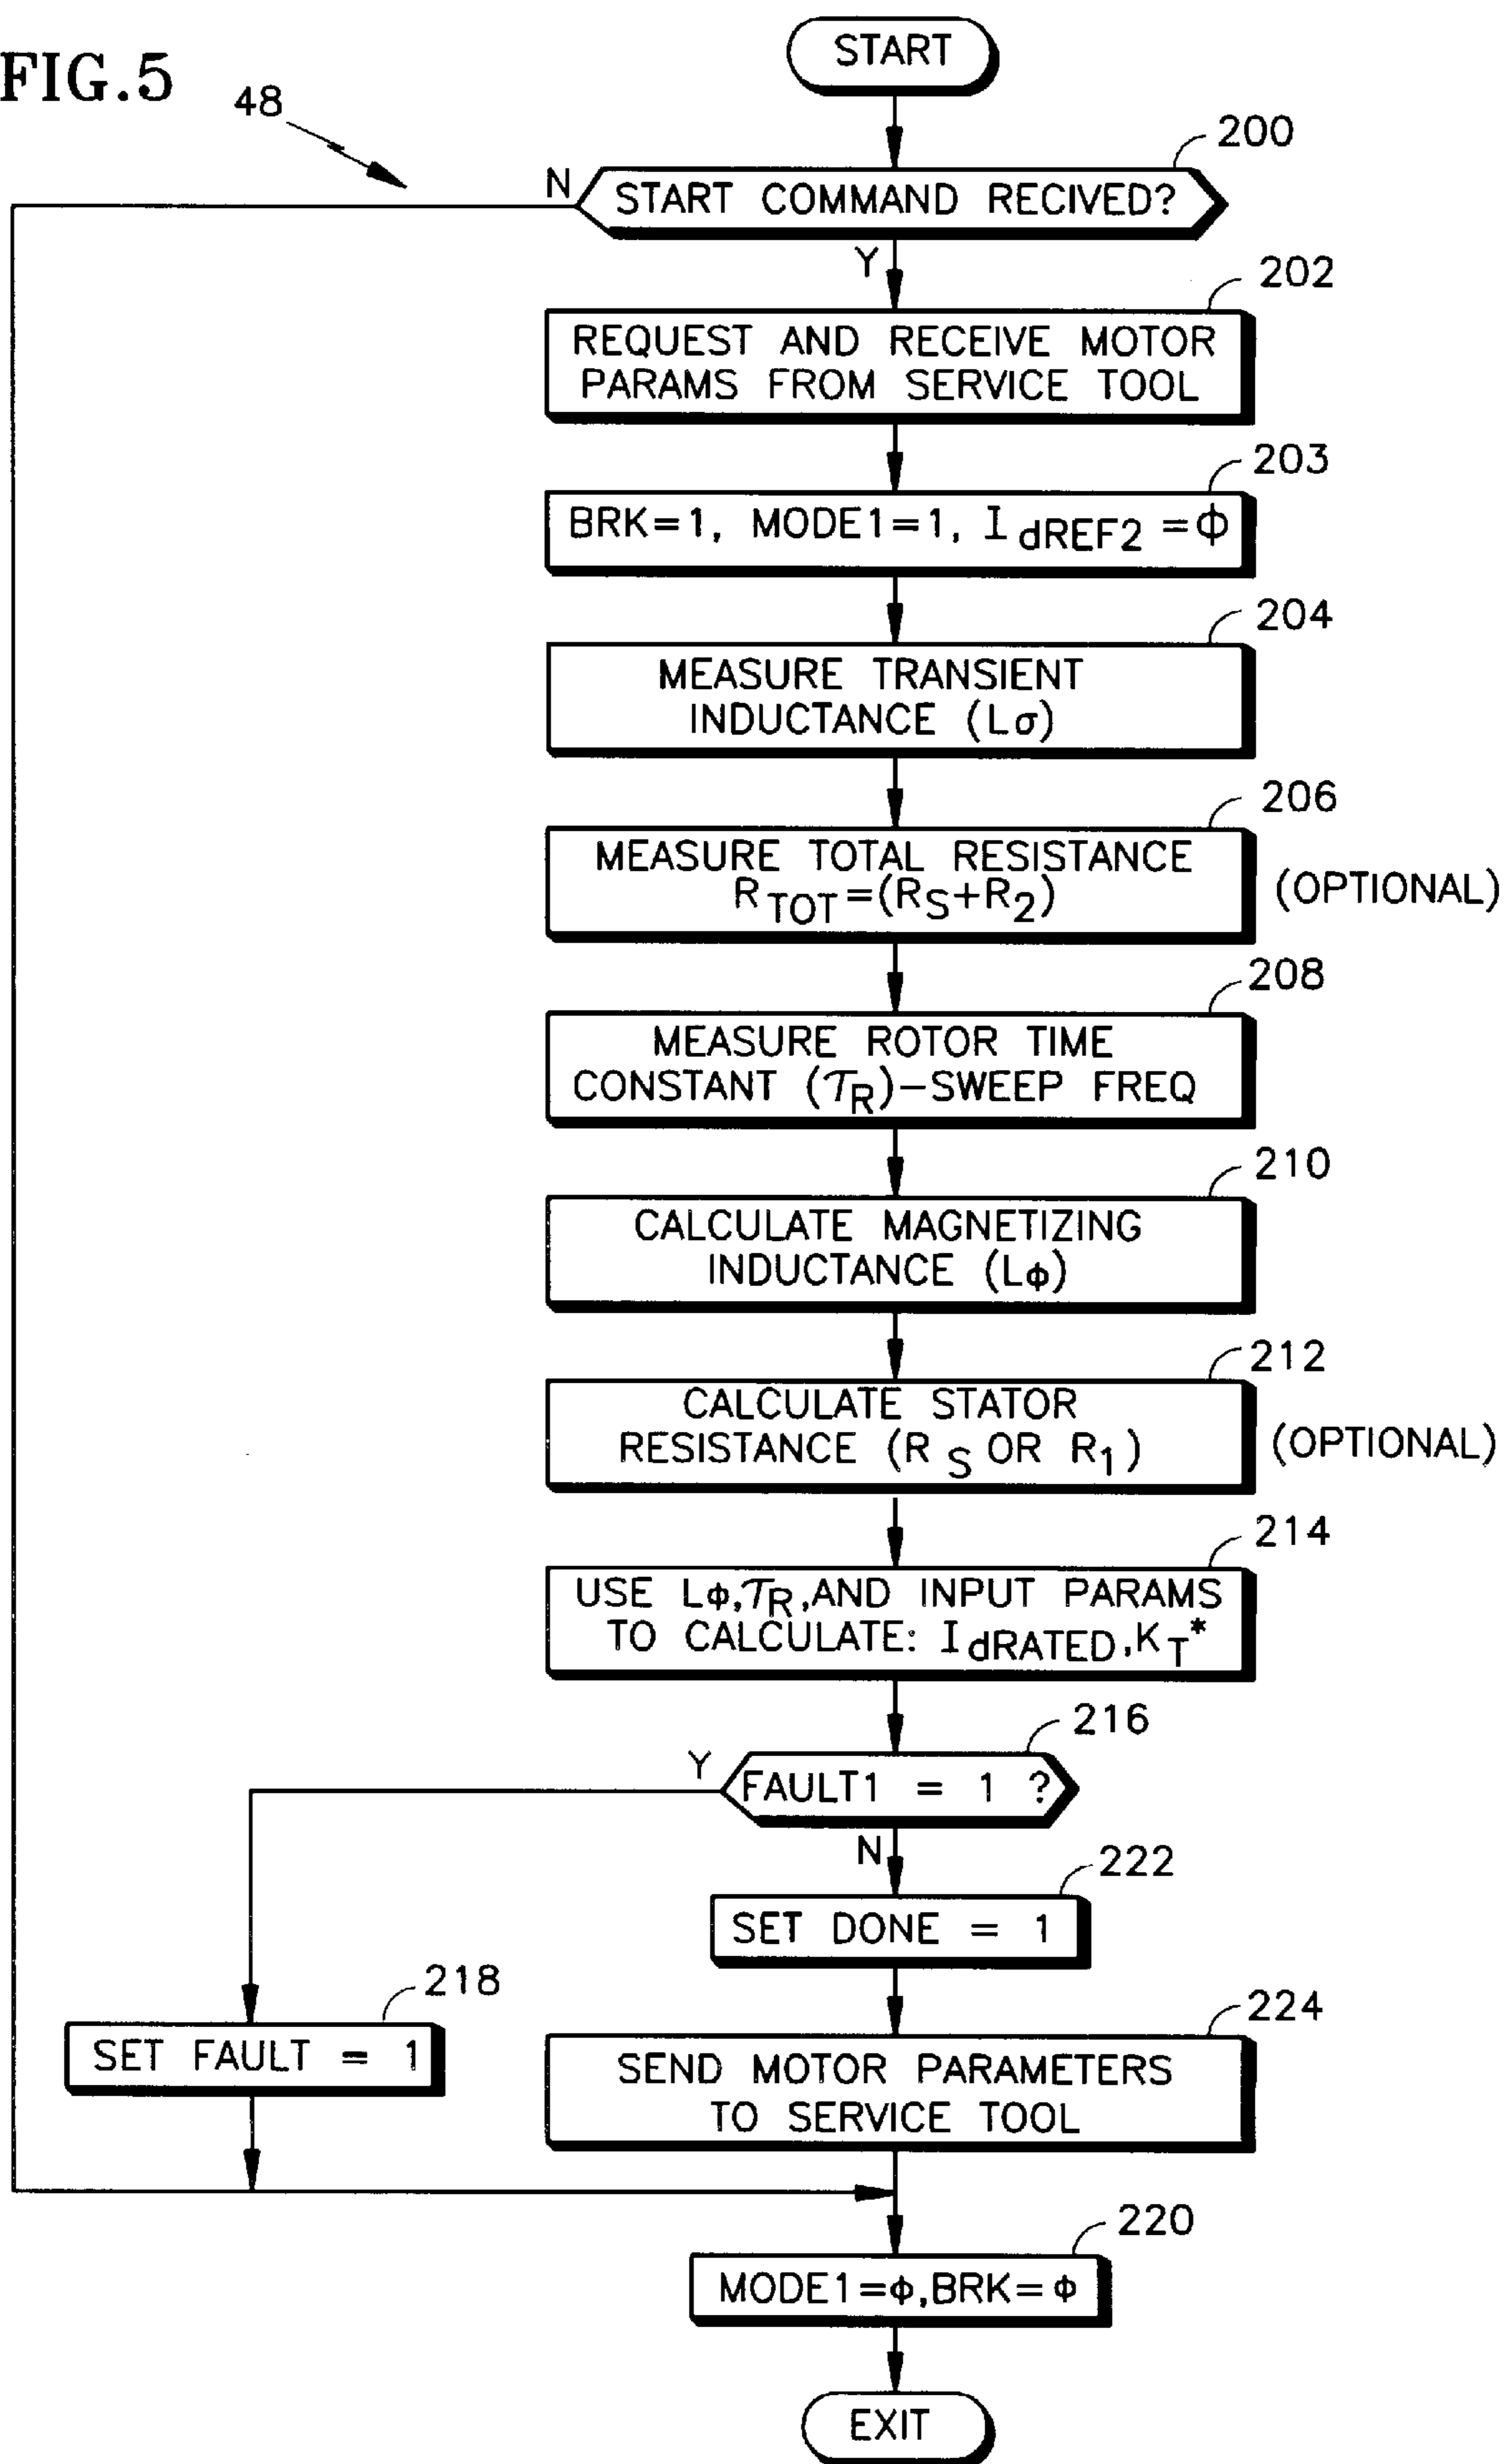 FIG.5
48
START
200
N
START COMMAND RECIVED?
Y
202
REQUEST AND RECEIVE MOTOR
PARAMS FROM SERVICE TOOL
203
BRK=1, MODE1=1, I dREF2 =Φ
204
MEASURE TRANSIENT
INDUCTANCE (Lσ)
206
MEASURE TOTAL RESISTANCE
R TOT=(RS+R2)
(OPTIONAL)
208
MEASURE ROTOR TIME
CONSTANT (τR)-SWEEP FREQ
210
CALCULATE MAGNETIZING
INDUCTANCE (Lφ)
212
CALCULATE STATOR
RESISTANCE (R S OR R1)
(OPTIONAL)
214
USE Lφ,τR,AND INPUT PARAMS
TO CALCULATE: I dRATED,KT*
216
Y
FAULT1 = 1 ?
N
222
SET DONE = 1
218
SET FAULT = 1
224
SEND MOTOR PARAMETERS
TO SERVICE TOOL
220
MODE1=φ,BRK=φ
EXIT